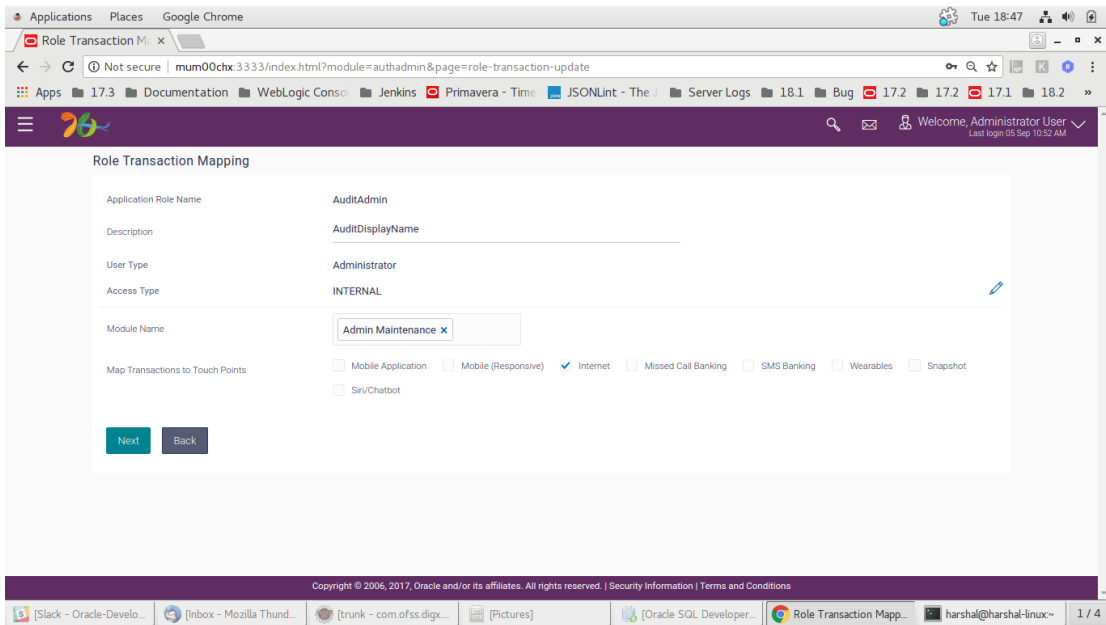 Applications Places Google Chrome Tue 18:47
Role Transaction Ma
Not secure | mum00chx:3333/index.html?module=authadmin&page=role-transaction-update
Apps 17.3 Documentation WebLogic Conso Jenkins Primavera - Time JSONLint - The J Server Logs 18.1 Bug 17.2 17.2 17.1 18.2 »
Welcome, Administrator User
Last login 05 Sep 10:52 AM
Role Transaction Mapping
Application Role Name AuditAdmin
Description AuditDisplayName
User Type Administrator
Access Type INTERNAL
Module Name Admin Maintenance ×
Map Transactions to Touch Points Mobile Application Mobile (Responsive) Internet Missed Call Banking SMS Banking Wearables Snapshot
Siri/Chatbot
Next Back
Copyright © 2006, 2017, Oracle and/or its affiliates. All rights reserved. | Security Information | Terms and Conditions
[Slack - Oracle-Develo... [Inbox - Mozilla Thund... [trunk - com.ofss.digx.... [Pictures] [Oracle SQL Developer... Role Transaction Mapp... harshal@harshal-linux:~ 1 / 4